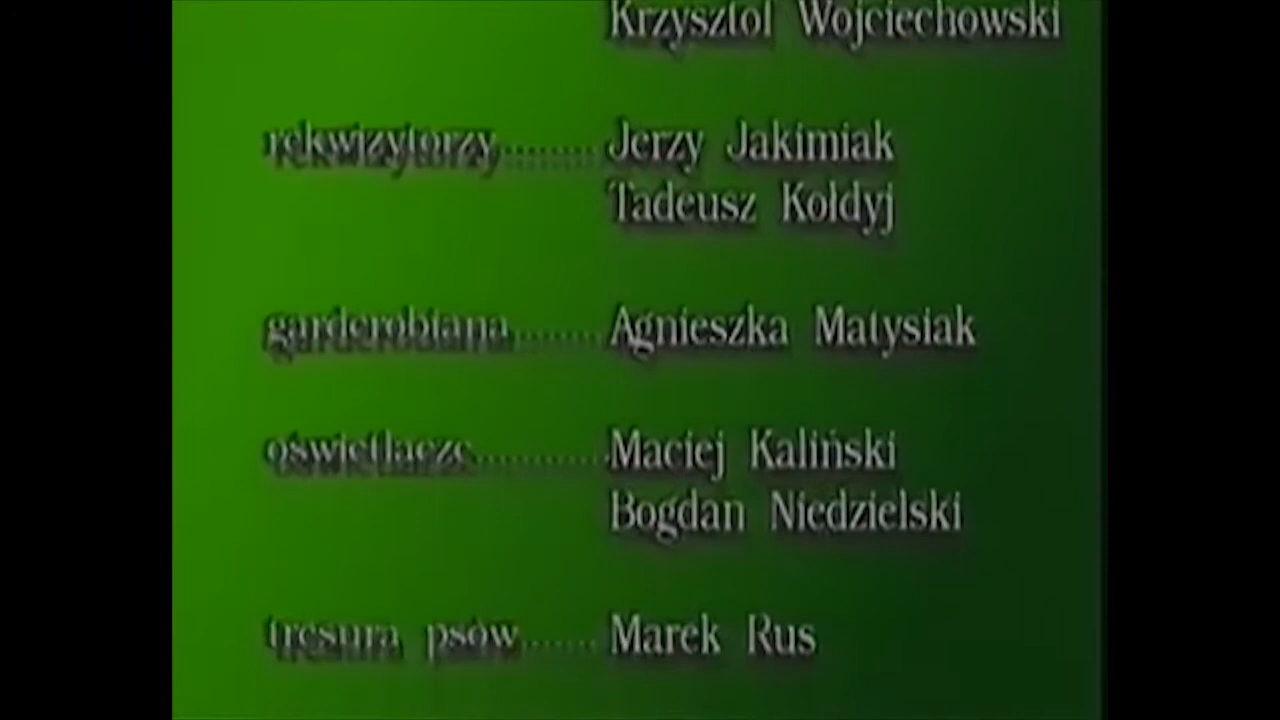 Krzysztof Wojciechowski
rekwizytorzy........Jerzy Jakimiak
Tadeusz Kołdyj
garderobiana.......Agnieszka Matysiak
oświetlacze...........Maciej Kaliński
Bogdan Niedzielski
tresura psów......Marek Rus